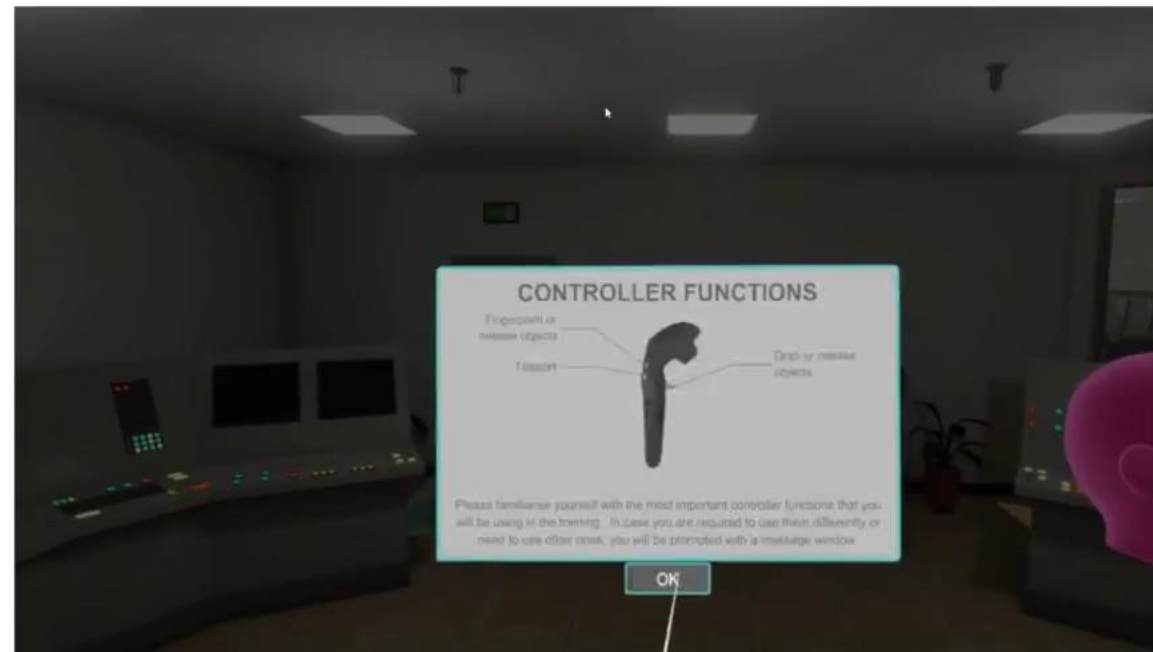 CONTROLLER FUNCTIONS
Fingerpoint or
release objects
Grab or release
objects
Please familiarise yourself with the most important controller functions that you
will be using in the training. In case you are required to use them differently or
need to use other ones, you will be prompted with a message window
OK